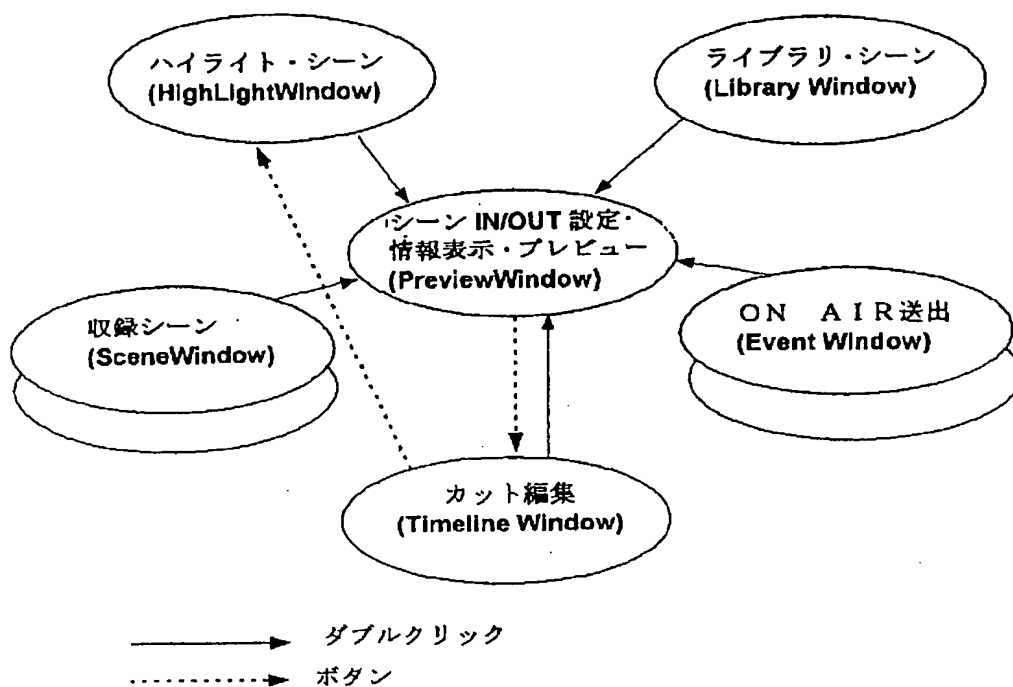 ハイライト・シーン
(HighLightWindow)
ライブラリ・シーン
(Library Window)
シーン IN/OUT 設定・
情報表示・プレビュー
(PreviewWindow)
収録シーン
(SceneWindow)
ON AIR送出
(Event Window)
カット編集
(Timeline Window)
ダブルクリック
ボタン